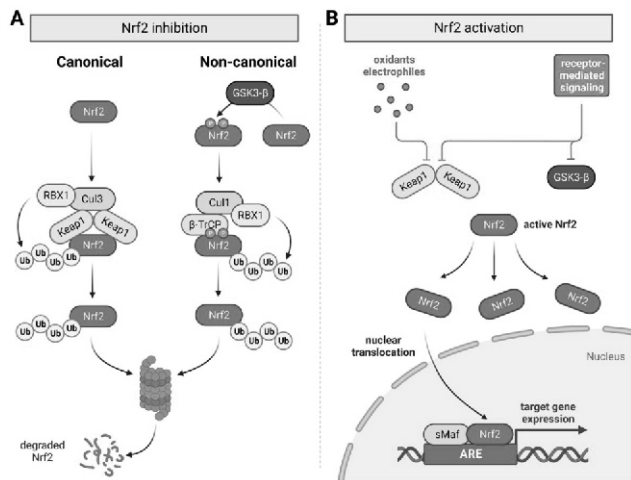 A
Nrf2 inhibition
Canonical
Non-canonical
GSK3-β
Nrf2
P
P
Nrf2
Nrf2
RBX1
Cul3
Keap1
Keap1
Nrf2
Ub
Ub
Ub
Ub
Cul1
RBX1
β-TrCP
P
P
Nrf2
Ub
Ub
Ub
Ub
Nrf2
Ub
Ub
Ub
Ub
Nrf2
Ub
Ub
Ub
Ub
degraded
Nrf2
B
Nrf2 activation
oxidants
electrophiles
receptor-
mediated
signaling
Keap1
Keap1
GSK3-β
Nrf2
active Nrf2
Nrf2
Nrf2
Nrf2
nuclear
translocation
Nucleus
target gene
expression
sMaf
Nrf2
ARE